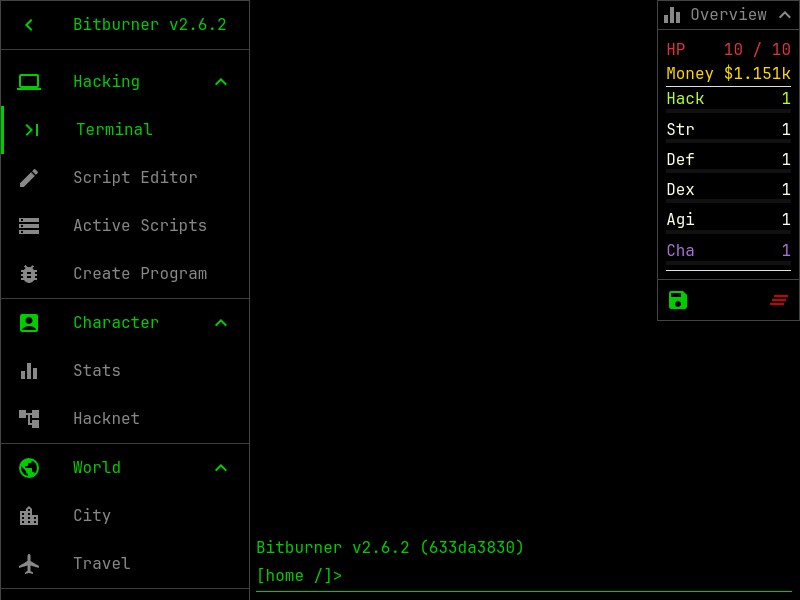 Bitburner v2.6.2
Hacking
Terminal
Script Editor
Active Scripts
Create Program
Character
Stats
Hacknet
World
City
Travel
Overview
HP 10 / 10
Money $1.151k
Hack 1
Str 1
Def 1
Dex 1
Agi 1
Cha 1
Bitburner v2.6.2 (633da3830)
[home /]>